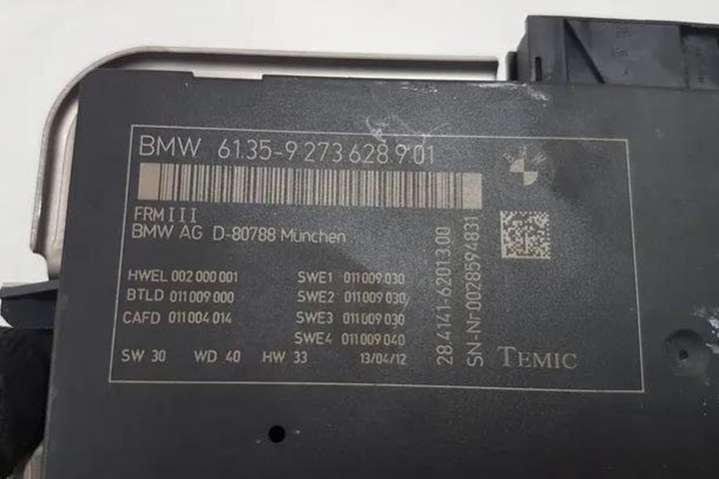 BMW 61.35-9 273 628 9 01
FRM III
BMW AG D-80788 München
HWEL 002 000 001
BTLD 011 009 000
CAFD 011 004 014
SWE1 011 009 030
SWE2 011 009 030
SWE3 011 009 030
SWE4 011 009 040
SW 30 WD 40 HW 33 13/04/12
28.4141-62013.00
SN-Nr 0028594831
TEMIC